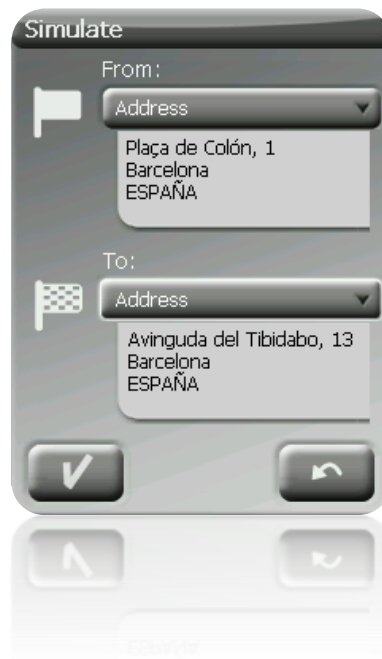 Simulate
From:
Address
Plaça de Colón, 1
Barcelona
ESPAÑA
To:
Address
Avinguda del Tibidabo, 13
Barcelona
ESPAÑA